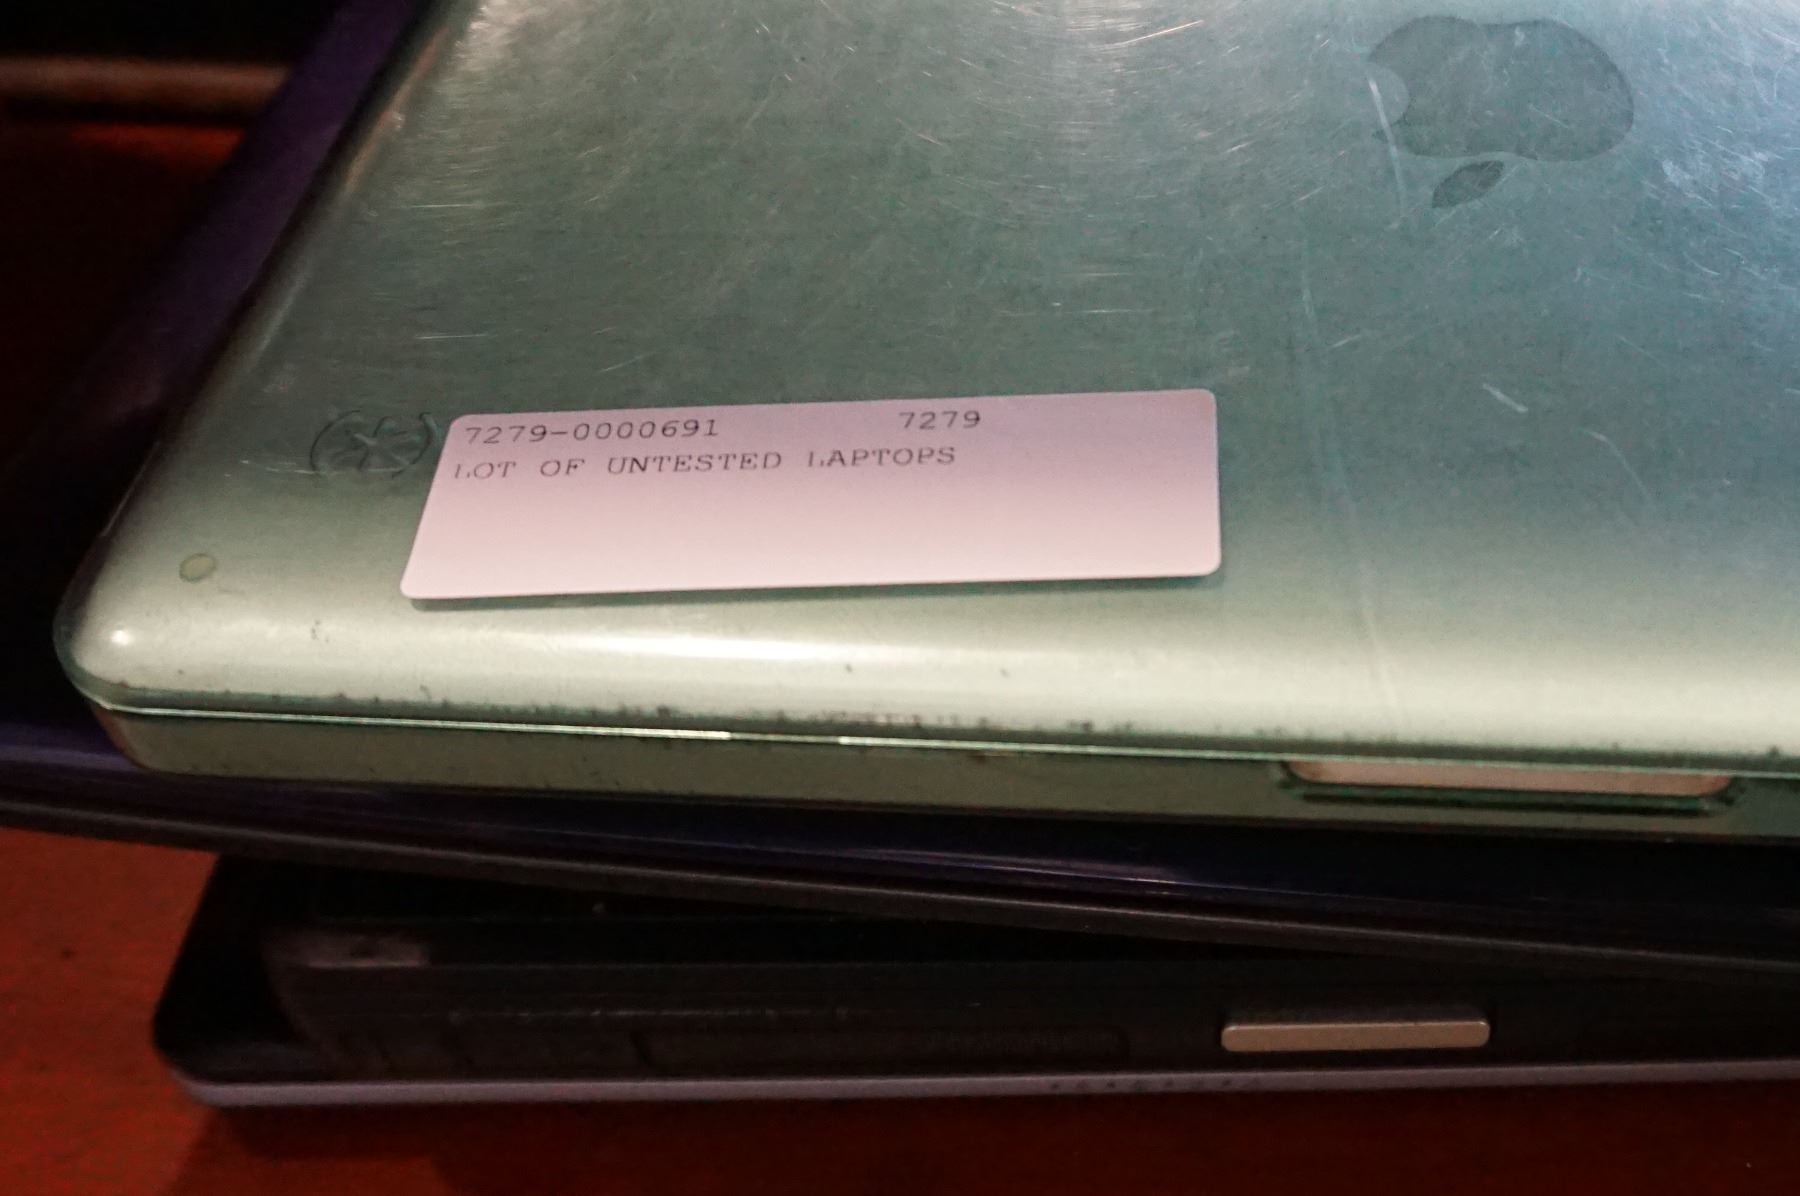 7279-0000691 7279
LOT OF UNTESTED LAPTOPS